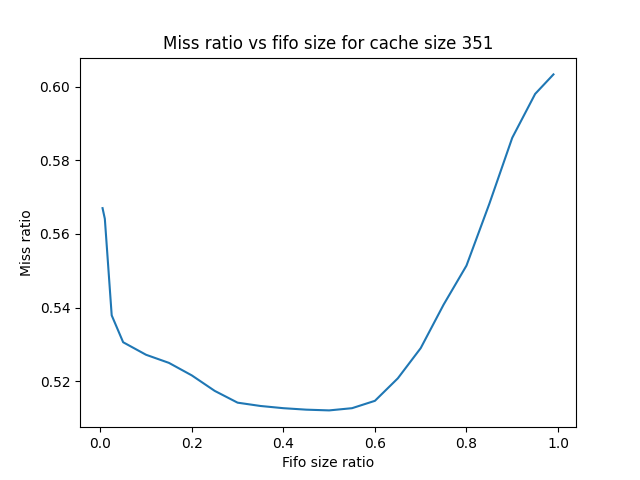 Miss ratio vs fifo size for cache size 351
0.60
0.58
0.56
0.54
0.52
Miss ratio
0.0 0.2 0.4 0.6 0.8 1.0
Fifo size ratio